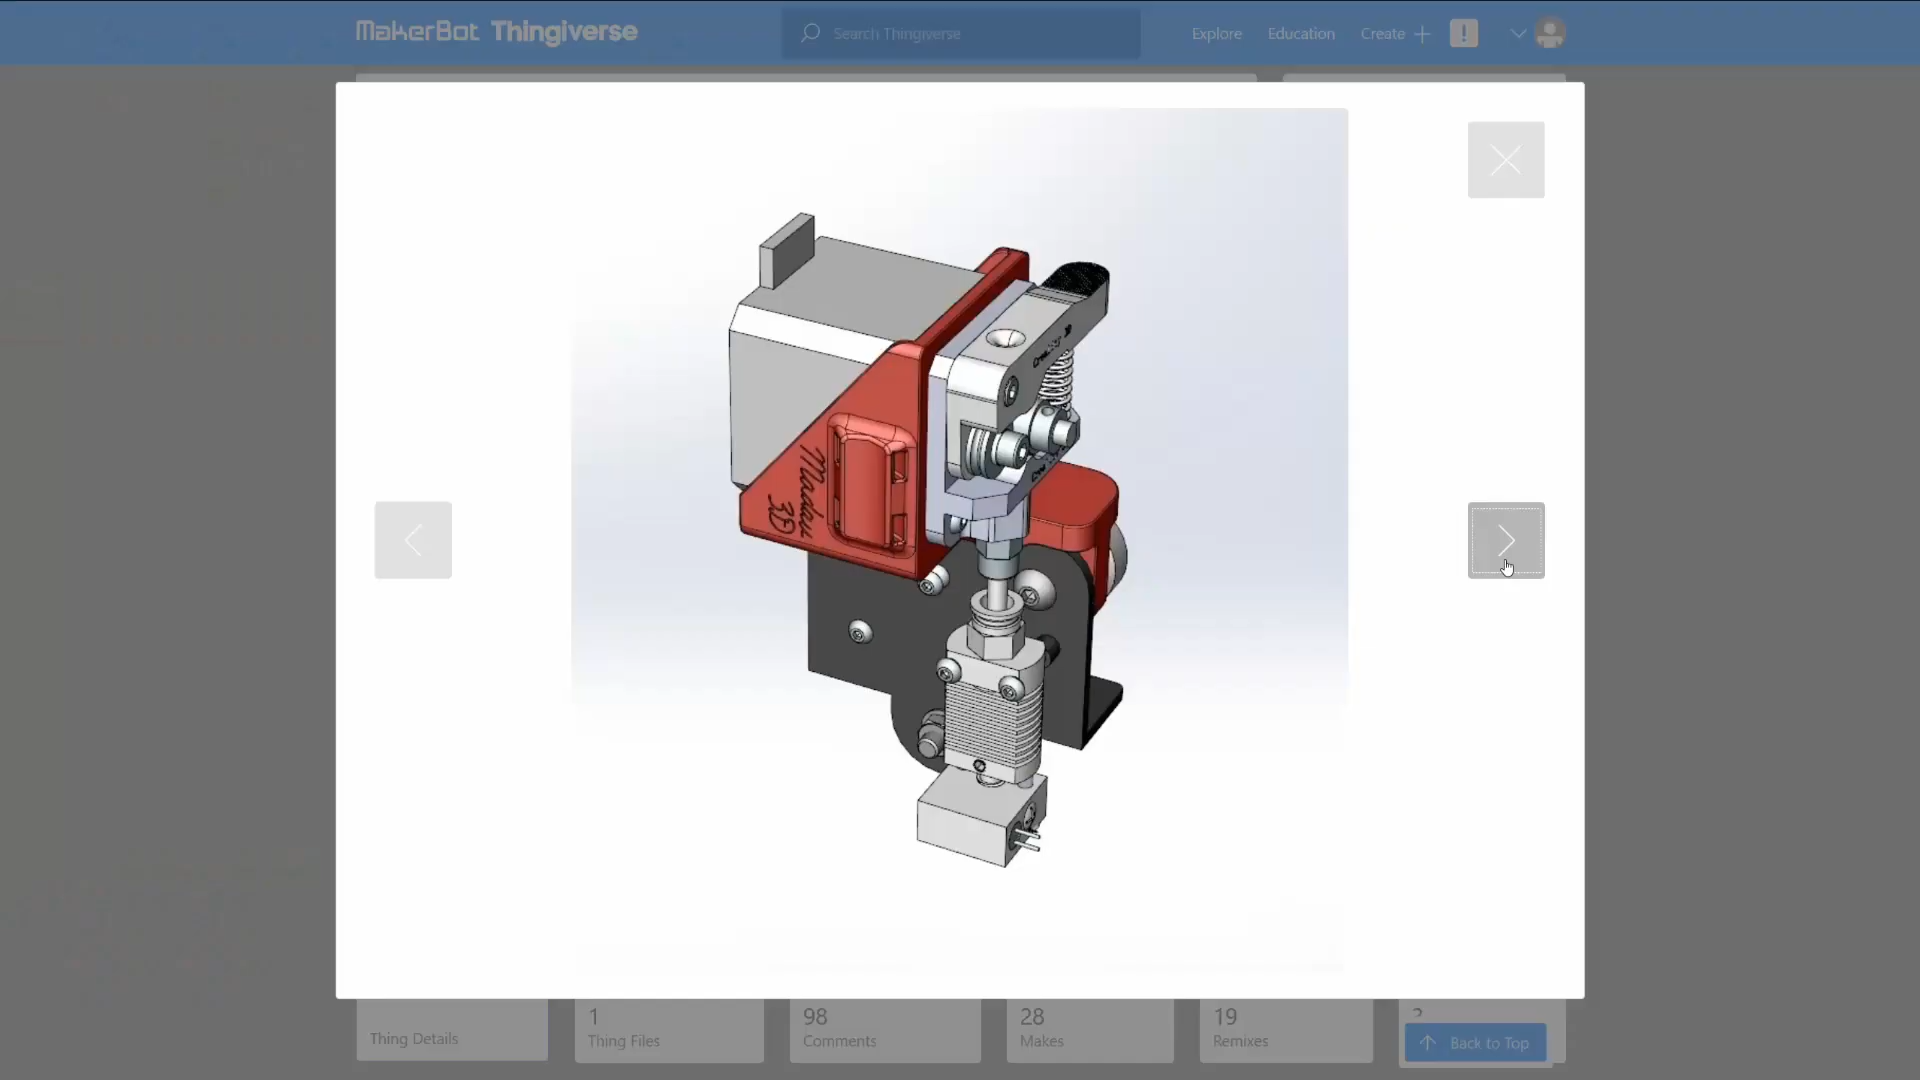 MakerBot Thingiverse
Search Thingiverse
Explore
Education
Create
Madau
3D
Thing Details
1
Thing Files
98
Comments
28
Makes
19
Remixes
Back to Top